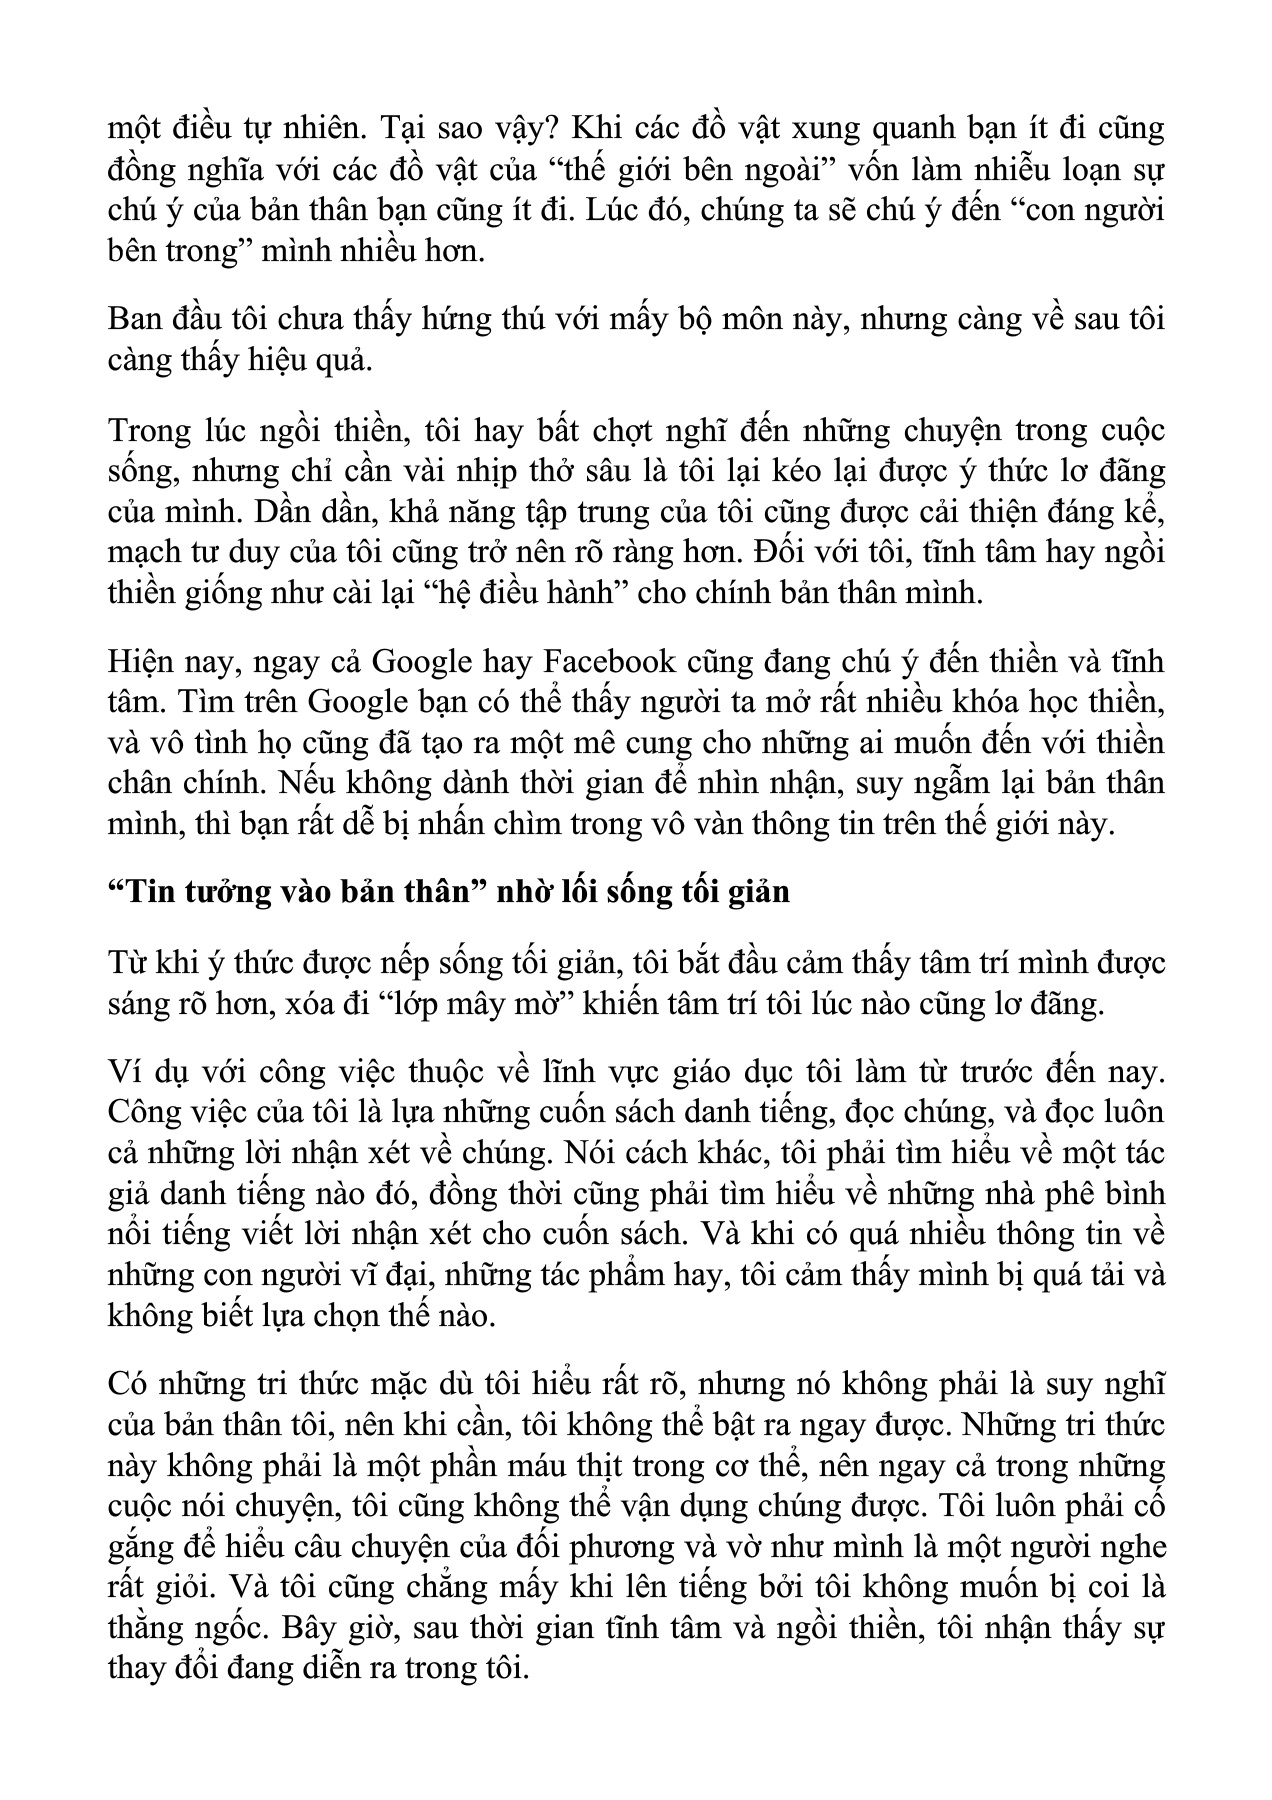 một điều tự nhiên. Tại sao vậy? Khi các đồ vật xung quanh bạn ít đi cũng
đồng nghĩa với các đồ vật của “thế giới bên ngoài” vốn làm nhiễu loạn sự
chú ý của bản thân bạn cũng ít đi. Lúc đó, chúng ta sẽ chú ý đến “con người
bên trong” mình nhiều hơn.
Ban đầu tôi chưa thấy hứng thú với mấy bộ môn này, nhưng càng về sau tôi
càng thấy hiệu quả.
Trong lúc ngồi thiền, tôi hay bất chợt nghĩ đến những chuyện trong cuộc
sống, nhưng chỉ cần vài nhịp thở sâu là tôi lại kéo lại được ý thức lơ đãng
của mình. Dần dần, khả năng tập trung của tôi cũng được cải thiện đáng kể,
mạch tư duy của tôi cũng trở nên rõ ràng hơn. Đối với tôi, tĩnh tâm hay ngồi
thiền giống như cài lại “hệ điều hành” cho chính bản thân mình.
Hiện nay, ngay cả Google hay Facebook cũng đang chú ý đến thiền và tĩnh
tâm. Tìm trên Google bạn có thể thấy người ta mở rất nhiều khóa học thiền,
và vô tình họ cũng đã tạo ra một mê cung cho những ai muốn đến với thiền
chân chính. Nếu không dành thời gian để nhìn nhận, suy ngẫm lại bản thân
mình, thì bạn rất dễ bị nhấn chìm trong vô vàn thông tin trên thế giới này.
“Tin tưởng vào bản thân” nhờ lối sống tối giản
Từ khi ý thức được nếp sống tối giản, tôi bắt đầu cảm thấy tâm trí mình được
sáng rõ hơn, xóa đi “lớp mây mờ” khiến tâm trí tôi lúc nào cũng lơ đãng.
Ví dụ với công việc thuộc về lĩnh vực giáo dục tôi làm từ trước đến nay.
Công việc của tôi là lựa những cuốn sách danh tiếng, đọc chúng, và đọc luôn
cả những lời nhận xét về chúng. Nói cách khác, tôi phải tìm hiểu về một tác
giả danh tiếng nào đó, đồng thời cũng phải tìm hiểu về những nhà phê bình
nổi tiếng viết lời nhận xét cho cuốn sách. Và khi có quá nhiều thông tin về
những con người vĩ đại, những tác phẩm hay, tôi cảm thấy mình bị quá tải và
không biết lựa chọn thế nào.
Có những tri thức mặc dù tôi hiểu rất rõ, nhưng nó không phải là suy nghĩ
của bản thân tôi, nên khi cần, tôi không thể bật ra ngay được. Những tri thức
này không phải là một phần máu thịt trong cơ thể, nên ngay cả trong những
cuộc nói chuyện, tôi cũng không thể vận dụng chúng được. Tôi luôn phải cố
gắng để hiểu câu chuyện của đối phương và vờ như mình là một người nghe
rất giỏi. Và tôi cũng chẳng mấy khi lên tiếng bởi tôi không muốn bị coi là
thằng ngốc. Bây giờ, sau thời gian tĩnh tâm và ngồi thiền, tôi nhận thấy sự
thay đổi đang diễn ra trong tôi.